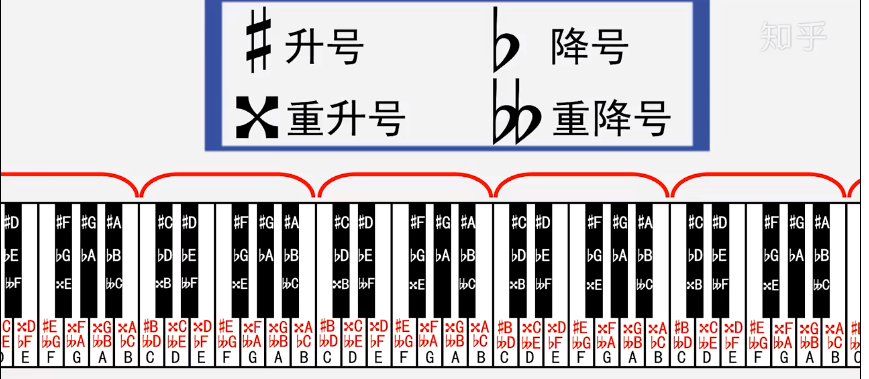 ♯ 升号 ♭ 降号
知乎
𝄪 重升号 𝄫 重降号
♯D ♯F ♯G ♯A ♯C ♯D ♯F ♯G ♯A ♯C ♯D ♯F ♯G ♯A ♯C ♯D ♯F ♯G ♯A ♯C ♯D ♯F ♯G ♯A
♭E ♭G ♭A ♭B ♭D ♭E ♭G ♭A ♭B ♭D ♭E ♭G ♭A ♭B ♭D ♭E ♭G ♭A ♭B ♭D ♭E ♭G ♭A ♭B
𝄫F 𝄪E 𝄫C 𝄪B 𝄫F 𝄪E 𝄫C 𝄪B 𝄫F 𝄪E 𝄫C 𝄪B 𝄫F 𝄪E 𝄫C 𝄪B 𝄫F 𝄪E 𝄫C
C 𝄪D ♯E 𝄪F 𝄪G 𝄪A ♯B 𝄪C 𝄪D ♯E 𝄪F 𝄪G 𝄪A ♯B 𝄪C 𝄪D ♯E 𝄪F 𝄪G 𝄪A ♯B 𝄪C 𝄪D ♯E 𝄪F 𝄪G 𝄪A ♯B 𝄪C 𝄪D ♯E 𝄪F 𝄪G 𝄪A
E ♭F 𝄫G 𝄫A 𝄫B ♭C 𝄫D 𝄫E ♭F 𝄫G 𝄫A 𝄫B ♭C 𝄫D 𝄫E ♭F 𝄫G 𝄫A 𝄫B ♭C 𝄫D 𝄫E ♭F 𝄫G 𝄫A 𝄫B ♭C 𝄫D 𝄫E ♭F 𝄫G 𝄫A 𝄫B ♭C
E F G A B C D E F G A B C D E F G A B C D E F G A B C D E F G A B